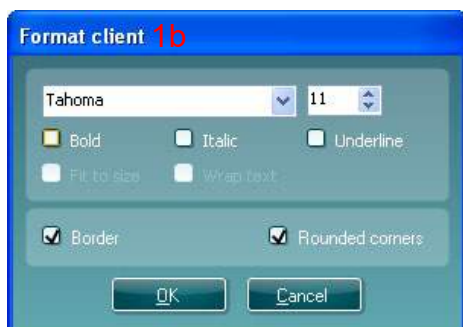 Format client 1b
Tahoma 11
Bold Italic Underline
Fit to size Wrap text
Border Rounded corners
OK Cancel